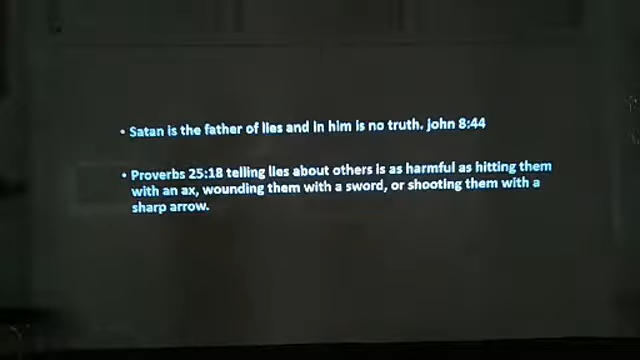 • Satan is the father of lies and in him is no truth. john 8:44
• Proverbs 25:18 telling lies about others is as harmful as hitting them
with an ax, wounding them with a sword, or shooting them with a
sharp arrow.